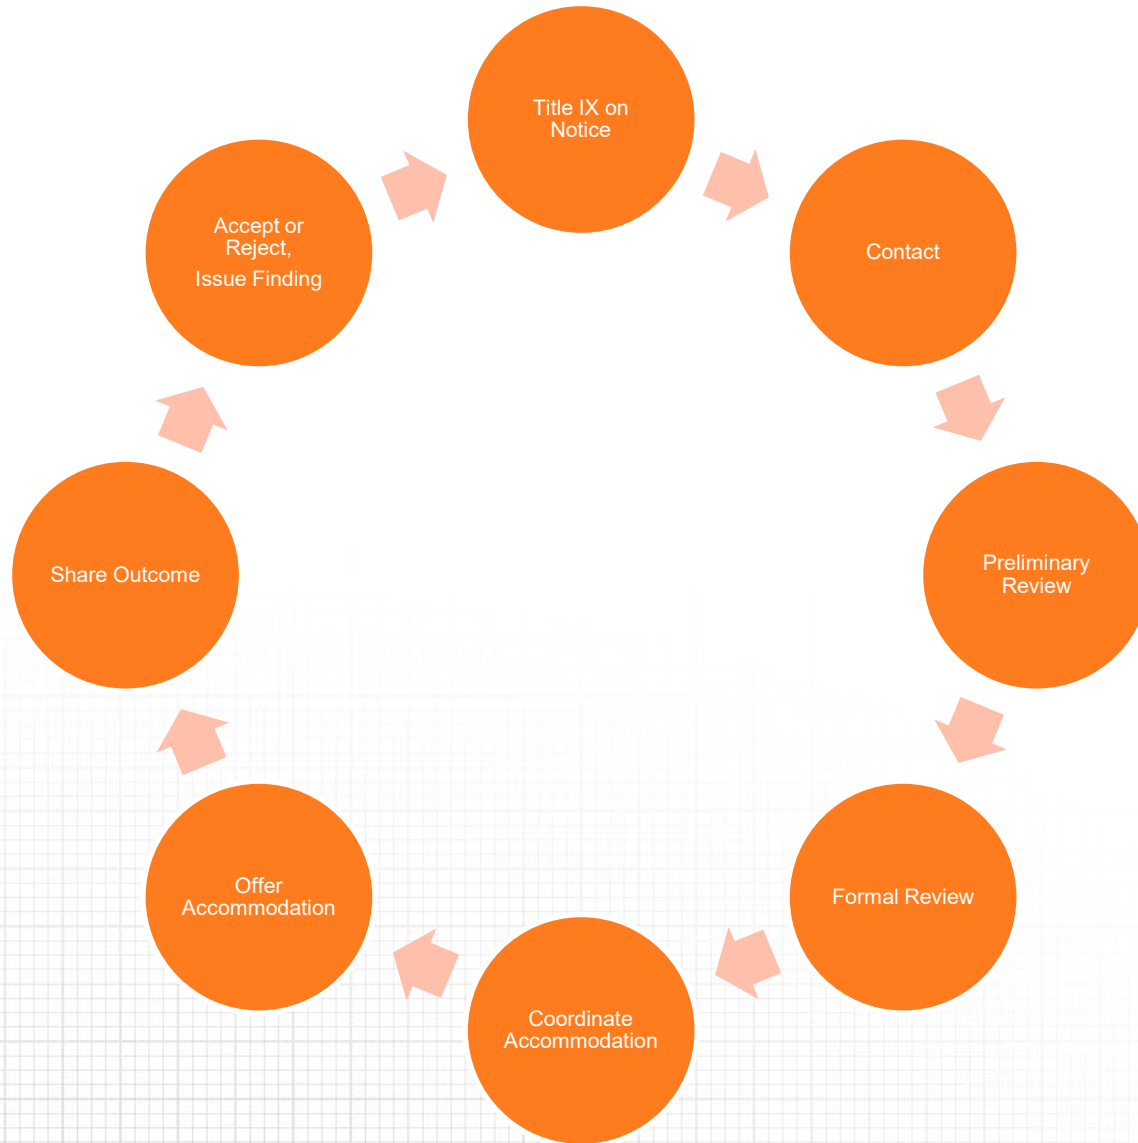 Title IX on
Notice
Contact
Preliminary
Review
Formal Review
Coordinate
Accommodation
Offer
Accommodation
Share Outcome
Accept or
Reject,
Issue Finding